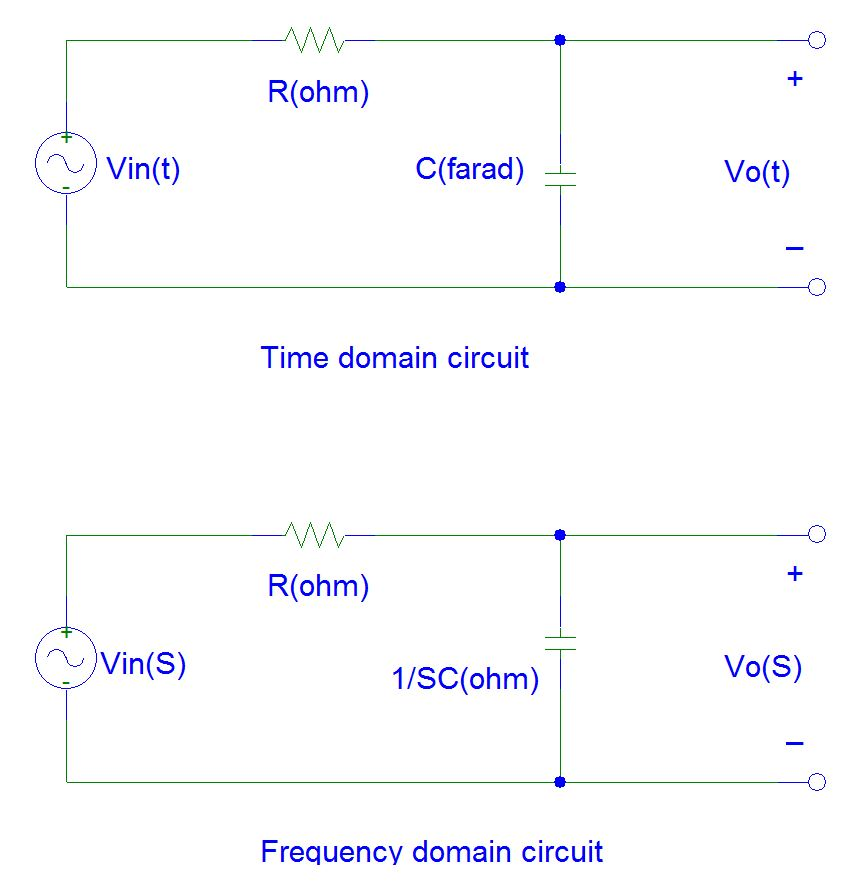 R(ohm)
+
+
-
Vin(t)
C(farad)
Vo(t)
–
Time domain circuit
R(ohm)
+
+
-
Vin(S)
1/SC(ohm)
Vo(S)
–
Frequency domain circuit